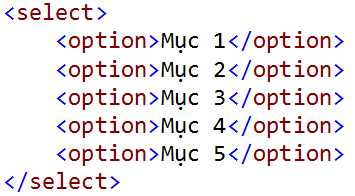 <select>
    <option>Mục 1</option>
    <option>Mục 2</option>
    <option>Mục 3</option>
    <option>Mục 4</option>
    <option>Mục 5</option>
</select>